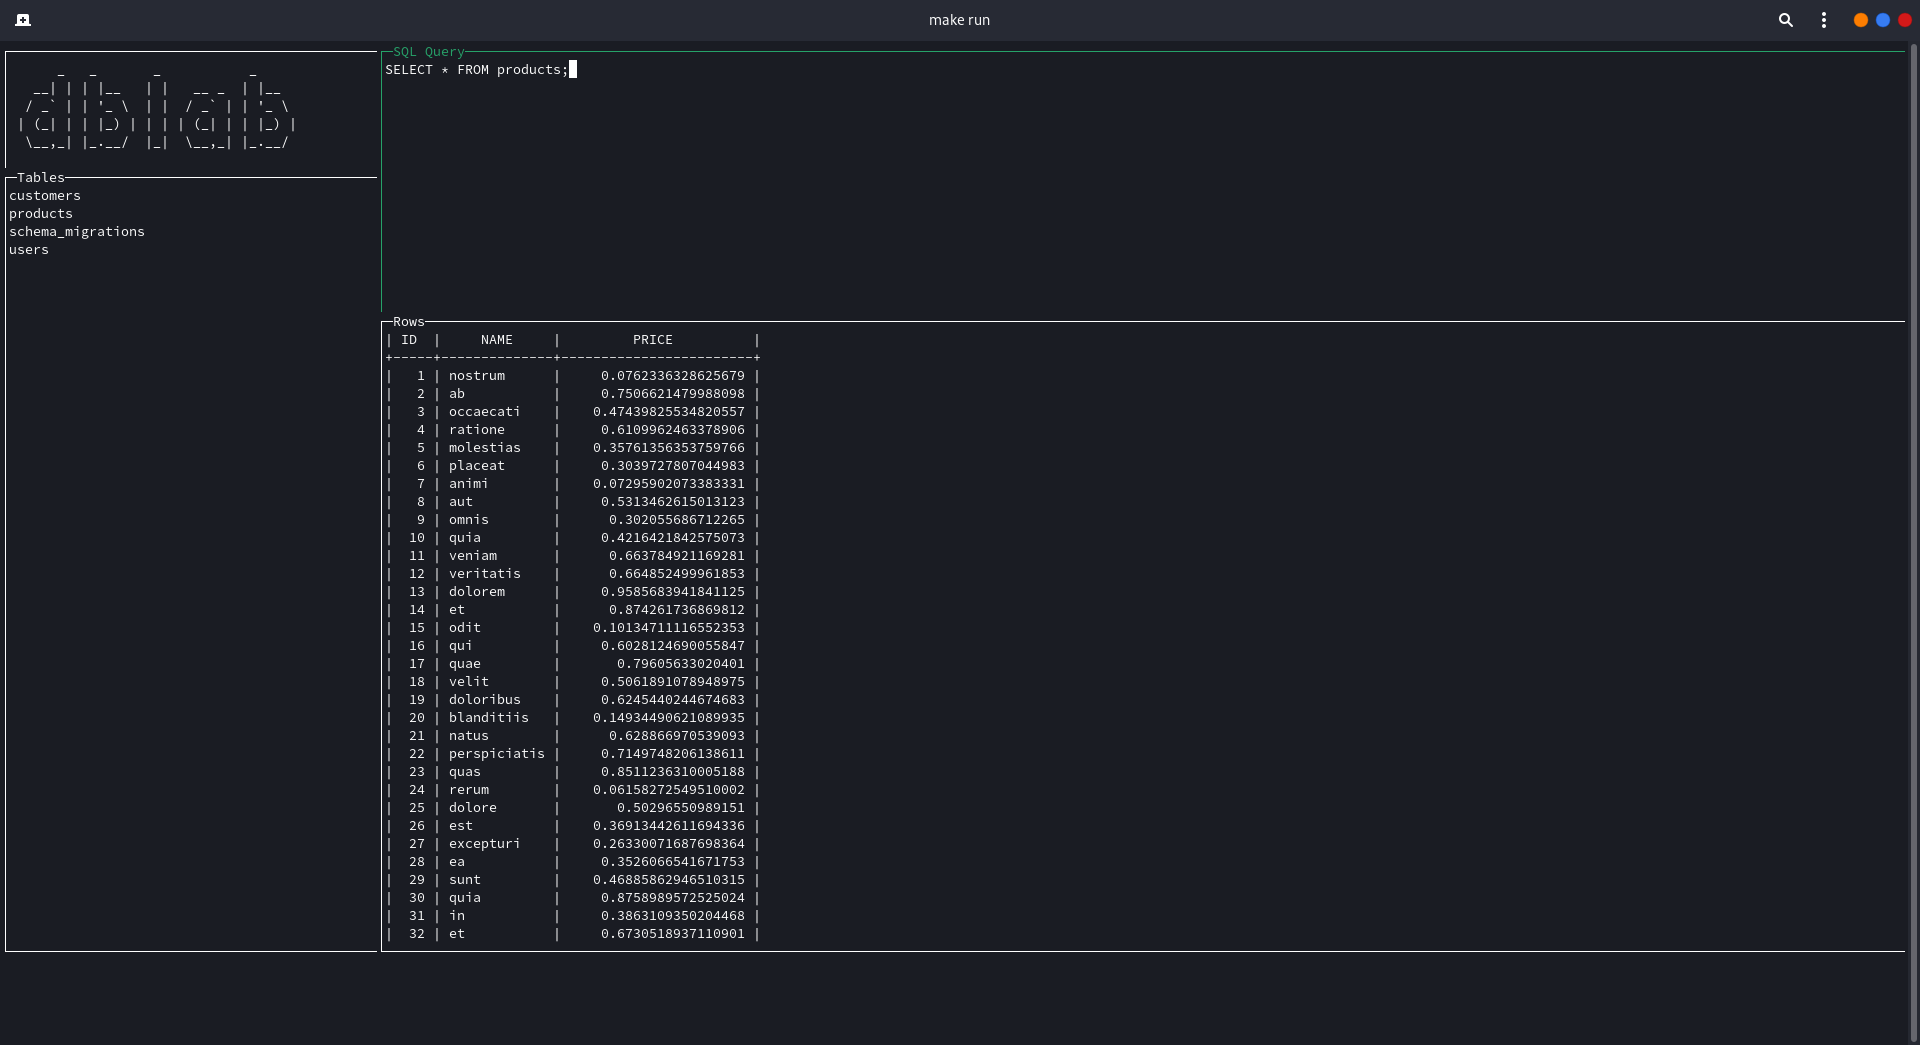 make run
dblab
Tables
customers
products
schema_migrations
users
SQL Query
SELECT * FROM products;
Rows
| ID | NAME | PRICE |
+-----+--------------+------------------------+
| 1 | nostrum | 0.0762336328625679 |
| 2 | ab | 0.7506621479988098 |
| 3 | occaecati | 0.47439825534820557 |
| 4 | ratione | 0.6109962463378906 |
| 5 | molestias | 0.35761356353759766 |
| 6 | placeat | 0.3039727807044983 |
| 7 | animi | 0.07295902073383331 |
| 8 | aut | 0.5313462615013123 |
| 9 | omnis | 0.302055686712265 |
| 10 | quia | 0.4216421842575073 |
| 11 | veniam | 0.663784921169281 |
| 12 | veritatis | 0.664852499961853 |
| 13 | dolorem | 0.9585683941841125 |
| 14 | et | 0.874261736869812 |
| 15 | odit | 0.10134711116552353 |
| 16 | qui | 0.6028124690055847 |
| 17 | quae | 0.79605633020401 |
| 18 | velit | 0.5061891078948975 |
| 19 | doloribus | 0.6245440244674683 |
| 20 | blanditiis | 0.14934490621089935 |
| 21 | natus | 0.628866970539093 |
| 22 | perspiciatis | 0.7149748206138611 |
| 23 | quas | 0.8511236310005188 |
| 24 | rerum | 0.06158272549510002 |
| 25 | dolore | 0.50296550989151 |
| 26 | est | 0.36913442611694336 |
| 27 | excepturi | 0.26330071687698364 |
| 28 | ea | 0.3526066541671753 |
| 29 | sunt | 0.46885862946510315 |
| 30 | quia | 0.8758989572525024 |
| 31 | in | 0.3863109350204468 |
| 32 | et | 0.6730518937110901 |